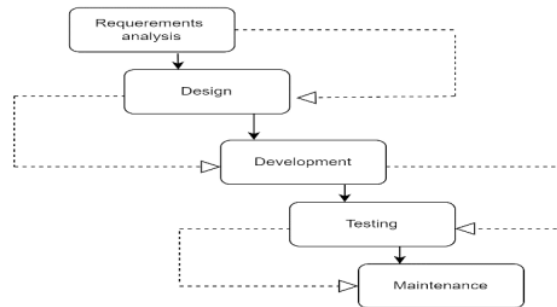 Requerements
analysis
Design
Development
Testing
Maintenance